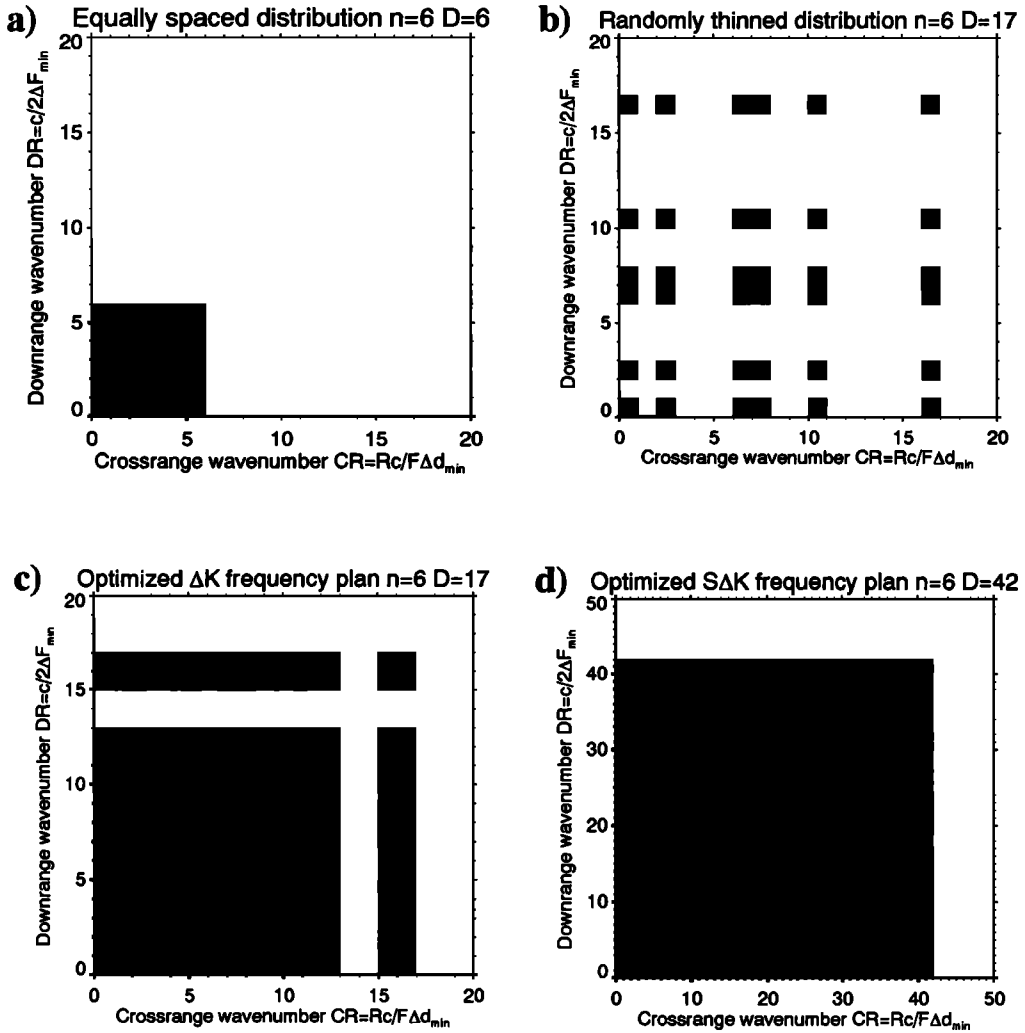 a) Equally spaced distribution n=6 D=6
20
15
10
5
0
Downrange wavenumber DR=c/2ΔF_min
0 5 10 15 20
Crossrange wavenumber CR=Rc/FΔd_min
b) Randomly thinned distribution n=6 D=17
20
15
10
5
0
Downrange wavenumber DR=c/2ΔF_min
0 5 10 15 20
Crossrange wavenumber CR=Rc/FΔd_min
c) Optimized ΔK frequency plan n=6 D=17
20
15
10
5
0
Downrange wavenumber DR=c/2ΔF_min
0 5 10 15 20
Crossrange wavenumber CR=Rc/FΔd_min
d) Optimized SΔK frequency plan n=6 D=42
50
40
30
20
10
0
Downrange wavenumber DR=c/2ΔF_min
0 10 20 30 40 50
Crossrange wavenumber CR=Rc/FΔd_min